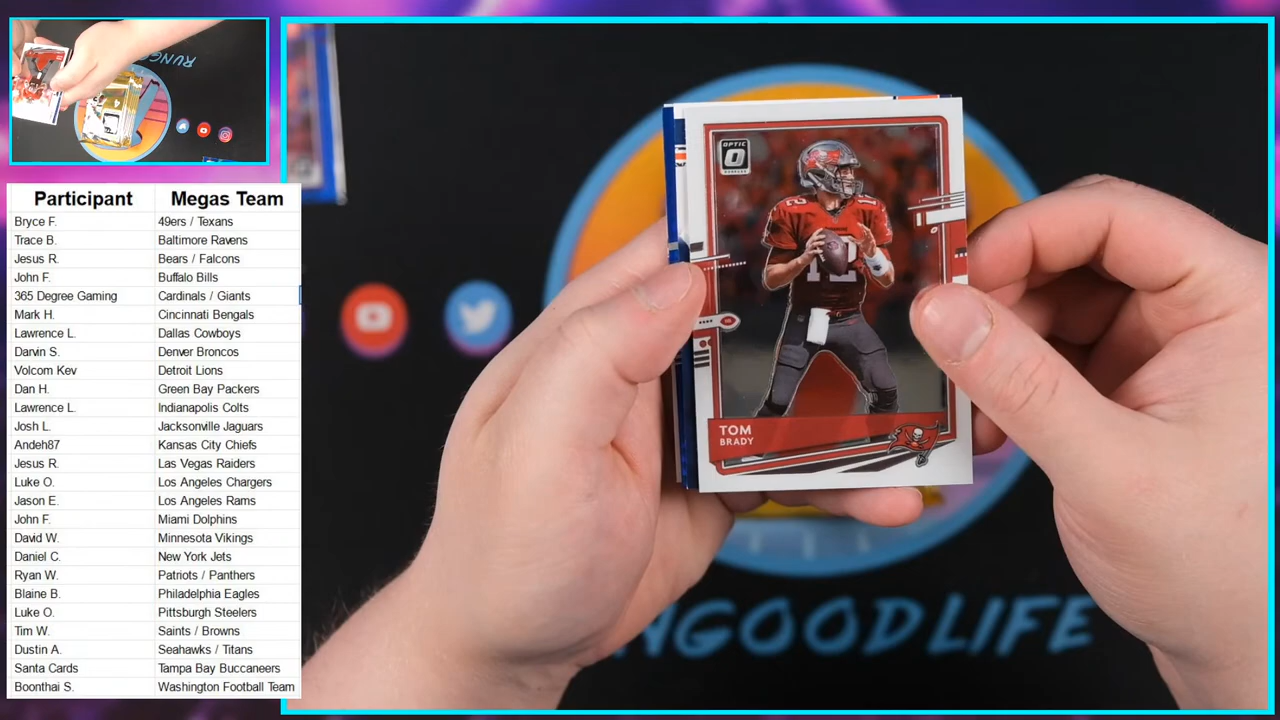 Participant Megas Team
Bryce F. 49ers / Texans
Trace B. Baltimore Ravens
Jesus R. Bears / Falcons
John F. Buffalo Bills
365 Degree Gaming Cardinals / Giants
Mark H. Cincinnati Bengals
Lawrence L. Dallas Cowboys
Darvin S. Denver Broncos
Volcom Kev Detroit Lions
Dan H. Green Bay Packers
Lawrence L. Indianapolis Colts
Josh L. Jacksonville Jaguars
Andeh87 Kansas City Chiefs
Jesus R. Las Vegas Raiders
Luke O. Los Angeles Chargers
Jason E. Los Angeles Rams
John F. Miami Dolphins
David W. Minnesota Vikings
Daniel C. New York Jets
Ryan W. Patriots / Panthers
Blaine B. Philadelphia Eagles
Luke O. Pittsburgh Steelers
Tim W. Saints / Browns
Dustin A. Seahawks / Titans
Santa Cards Tampa Bay Buccaneers
Boonthai S. Washington Football Team
RUNGOOD
OPTIC
12
12
TOM
BRADY
NGOODLIFE